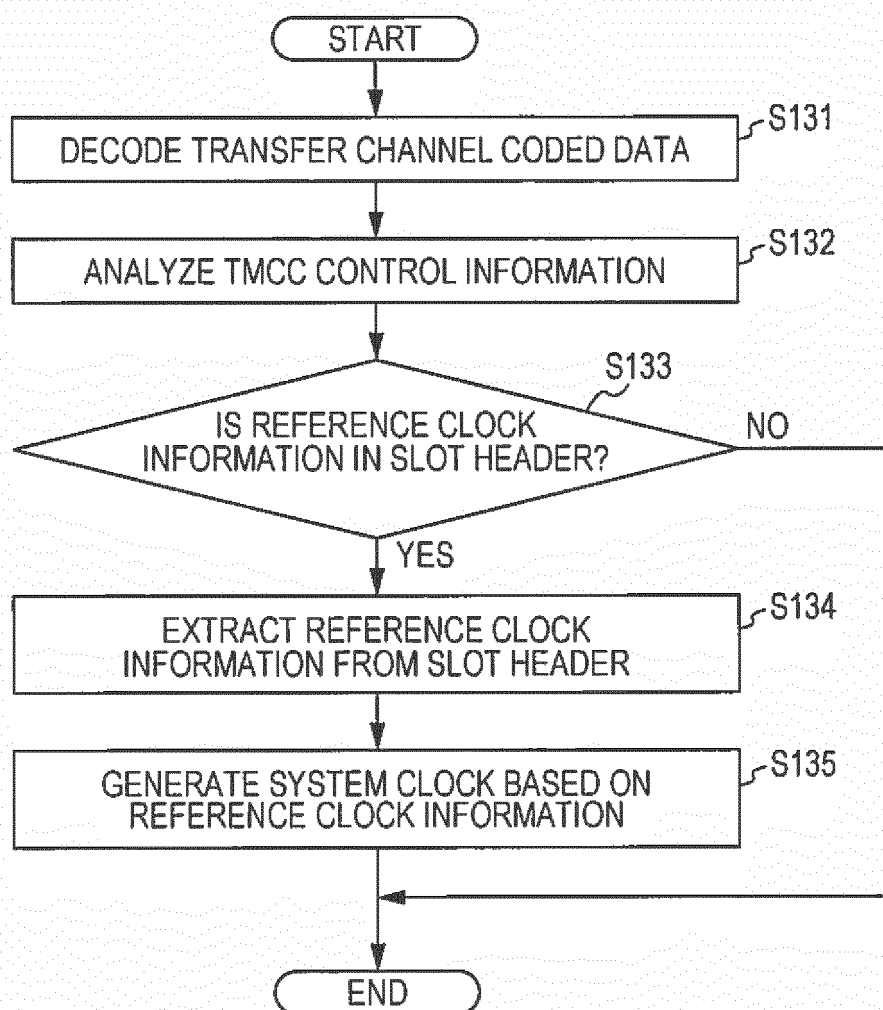 START
S131
DECODE TRANSFER CHANNEL CODED DATA
S132
ANALYZE TMCC CONTROL INFORMATION
S133
IS REFERENCE CLOCK
INFORMATION IN SLOT HEADER?
NO
YES
S134
EXTRACT REFERENCE CLOCK
INFORMATION FROM SLOT HEADER
S135
GENERATE SYSTEM CLOCK BASED ON
REFERENCE CLOCK INFORMATION
END